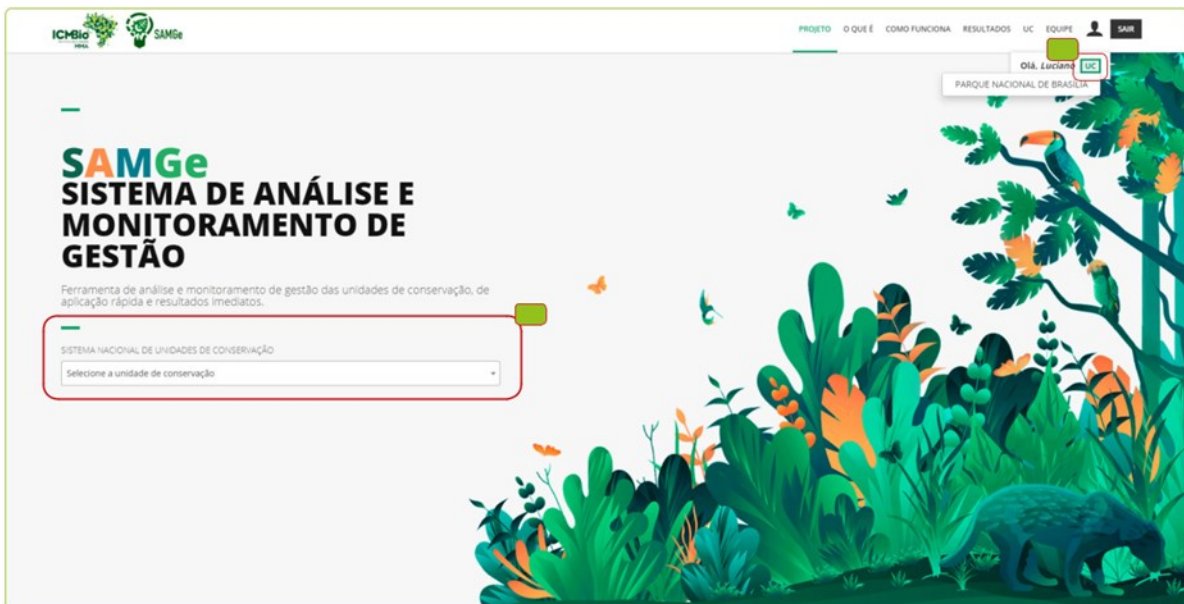 ICMBio
MMA
SAMGe
PROJETO O QUE É COMO FUNCIONA RESULTADOS UC EQUIPE SAIR
Olá, Luciano UC
PARQUE NACIONAL DE BRASÍLIA
SAMGe
SISTEMA DE ANÁLISE E
MONITORAMENTO DE
GESTÃO
Ferramenta de análise e monitoramento de gestão das unidades de conservação, de
aplicação rápida e resultados imediatos.
SISTEMA NACIONAL DE UNIDADES DE CONSERVAÇÃO
Selecione a unidade de conservação